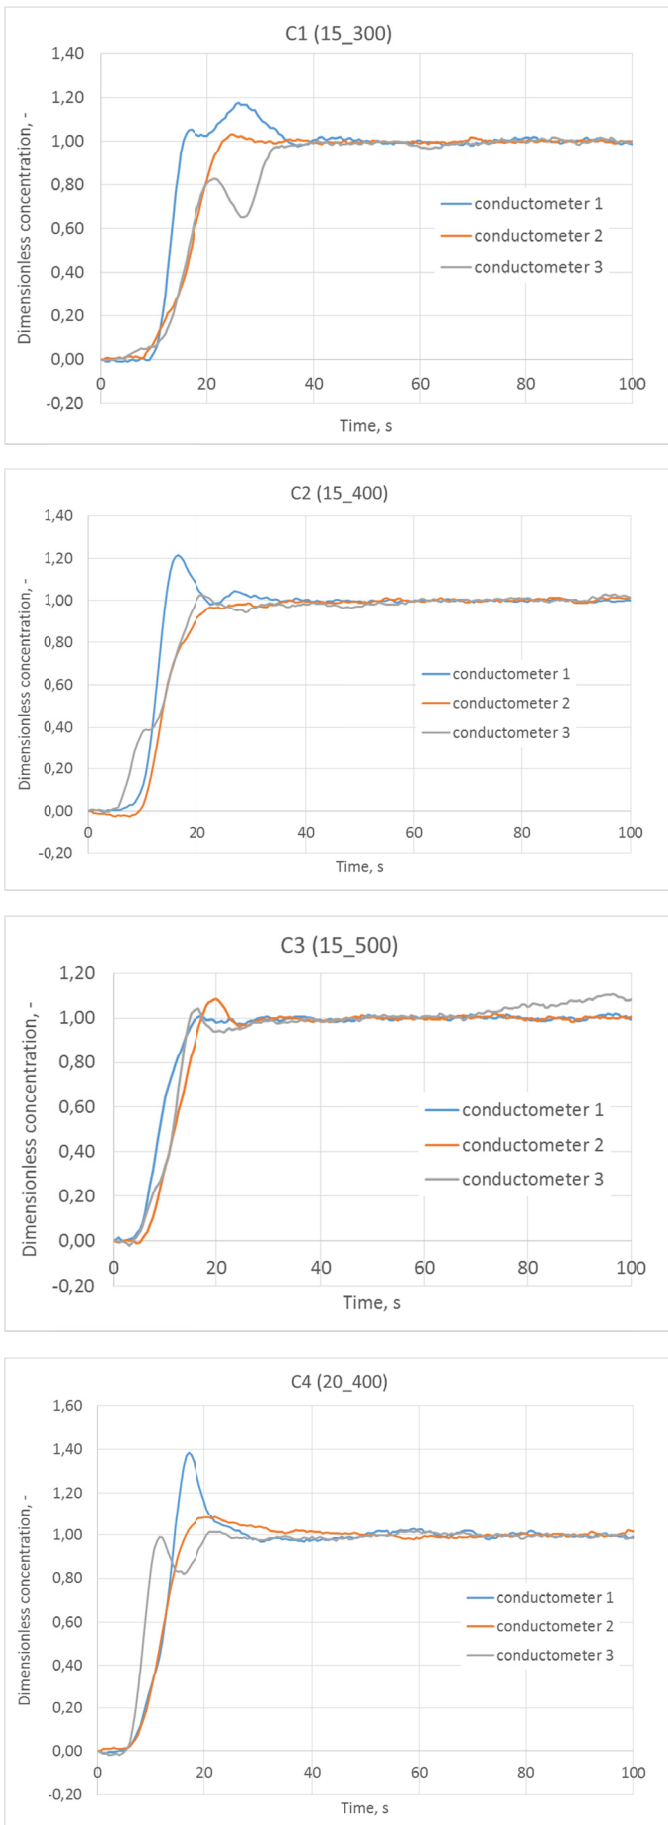 C1 (15_300)
1,40
1,20
1,00
0,80
0,60
0,40
0,20
0,00
-0,20
0 20 40 60 80 100
Dimensionless concentration, -
Time, s
conductometer 1
conductometer 2
conductometer 3
C2 (15_400)
1,40
1,20
1,00
0,80
0,60
0,40
0,20
0,00
-0,20
0 20 40 60 80 100
Dimensionless concentration, -
Time, s
conductometer 1
conductometer 2
conductometer 3
C3 (15_500)
1,20
1,00
0,80
0,60
0,40
0,20
0,00
-0,20
0 20 40 60 80 100
Dimensionless concentration, -
Time, s
conductometer 1
conductometer 2
conductometer 3
C4 (20_400)
1,60
1,40
1,20
1,00
0,80
0,60
0,40
0,20
0,00
-0,20
0 20 40 60 80 100
Dimensionless concentration, -
Time, s
conductometer 1
conductometer 2
conductometer 3